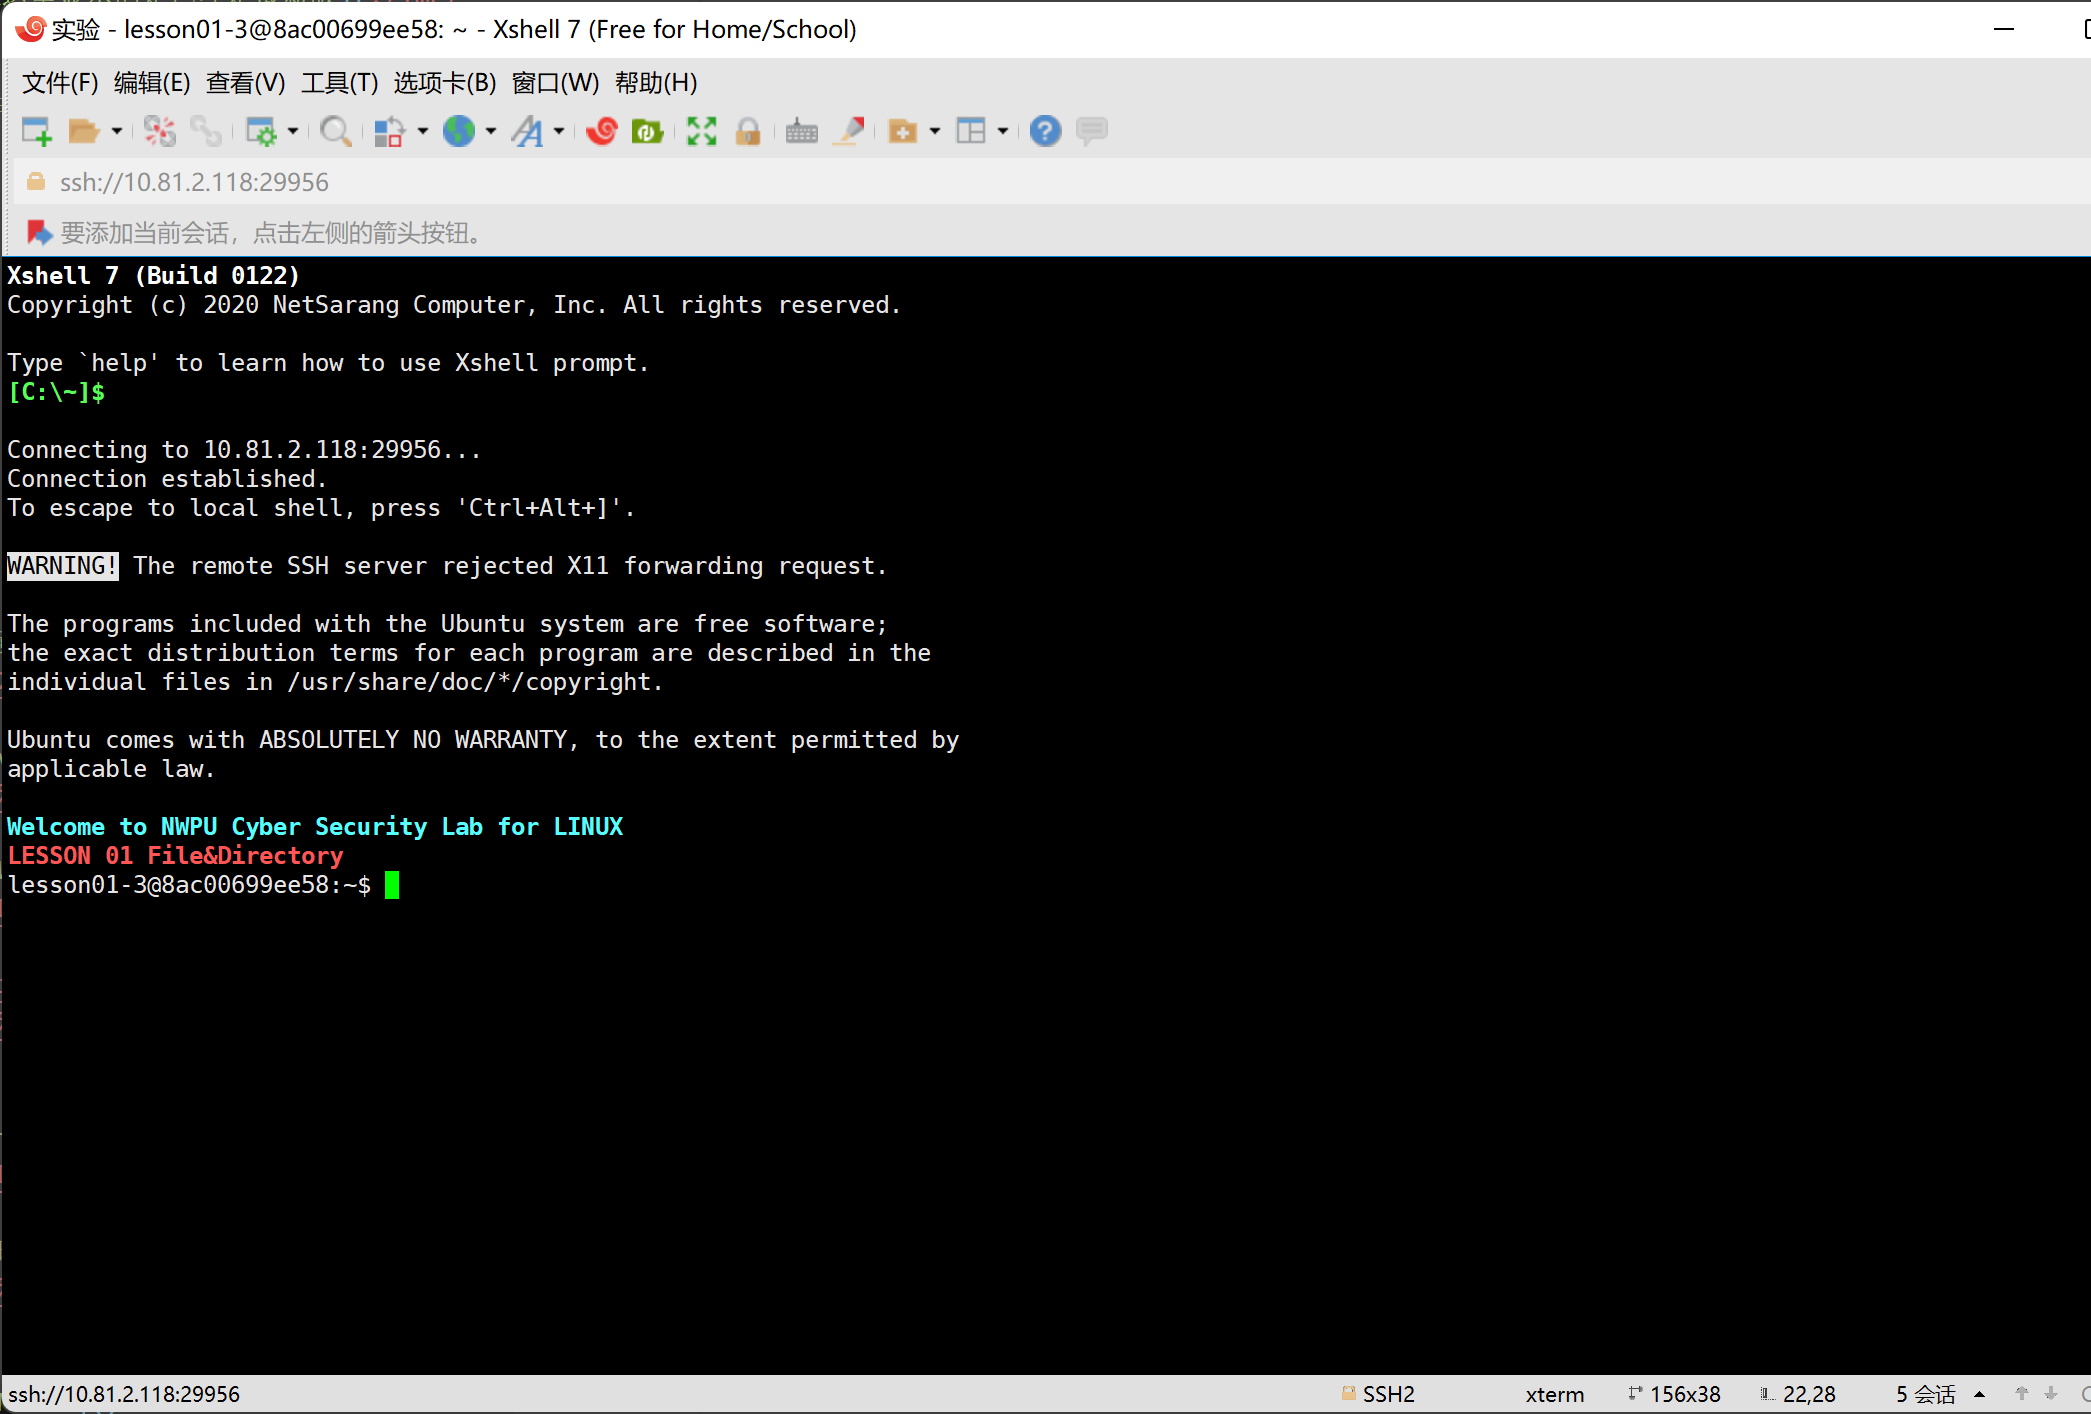 实验 - lesson01-3@8ac00699ee58: ~ - Xshell 7 (Free for Home/School)
文件(F) 编辑(E) 查看(V) 工具(T) 选项卡(B) 窗口(W) 帮助(H)
ssh://10.81.2.118:29956
要添加当前会话，点击左侧的箭头按钮。
Xshell 7 (Build 0122)
Copyright (c) 2020 NetSarang Computer, Inc. All rights reserved.
Type `help' to learn how to use Xshell prompt.
[C:\~]$
Connecting to 10.81.2.118:29956...
Connection established.
To escape to local shell, press 'Ctrl+Alt+]'.
WARNING! The remote SSH server rejected X11 forwarding request.
The programs included with the Ubuntu system are free software;
the exact distribution terms for each program are described in the
individual files in /usr/share/doc/*/copyright.
Ubuntu comes with ABSOLUTELY NO WARRANTY, to the extent permitted by
applicable law.
Welcome to NWPU Cyber Security Lab for LINUX
LESSON 01 File&Directory
lesson01-3@8ac00699ee58:~$
ssh://10.81.2.118:29956 SSH2 xterm 156x38 22,28 5 会话